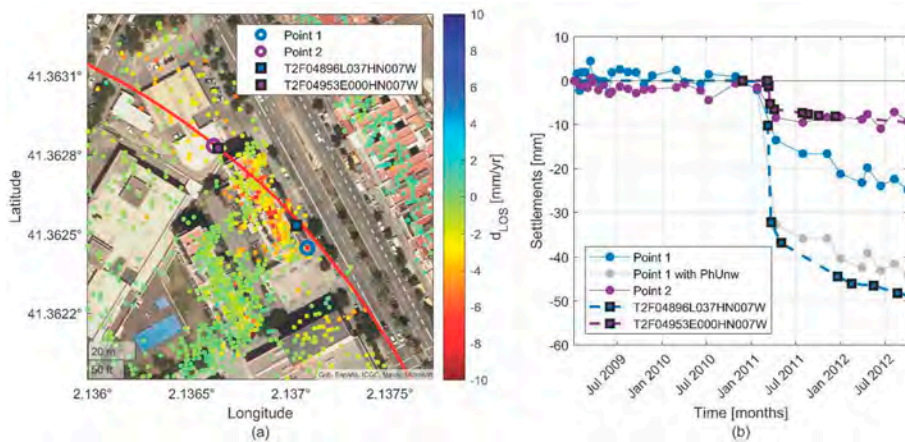 Point 1
Point 2
T2F04896L037HN007W
T2F04953E000HN007W
41.3631°
41.3628°
41.3625°
41.3622°
Latitude
20 m
50 ft
2.136°
2.1365°
2.137°
2.1375°
Longitude
(a)
10
8
6
4
2
0
-2
-4
-6
-8
-10
d_LOS [mm/yr]
10
0
-10
-20
-30
-40
-50
-60
Settlements [mm]
Point 1
Point 1 with PhUnw
Point 2
T2F04896L037HN007W
T2F04953E000HN007W
Jul 2009
Jan 2010
Jul 2010
Jan 2011
Jul 2011
Jan 2012
Jul 2012
Time [months]
(b)